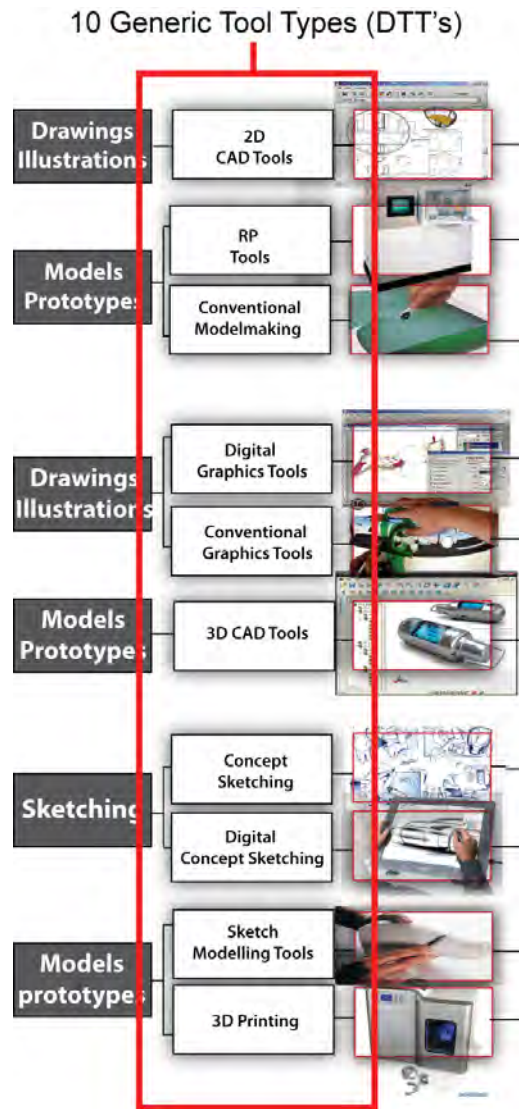 10 Generic Tool Types (DTT's)
Drawings
Illustrations
2D
CAD Tools
Models
Prototypes
RP
Tools
Conventional
Modelmaking
Drawings
Illustrations
Digital
Graphics Tools
Conventional
Graphics Tools
Models
Prototypes
3D CAD Tools
Sketching
Concept
Sketching
Digital
Concept Sketching
Models
prototypes
Sketch
Modelling Tools
3D Printing